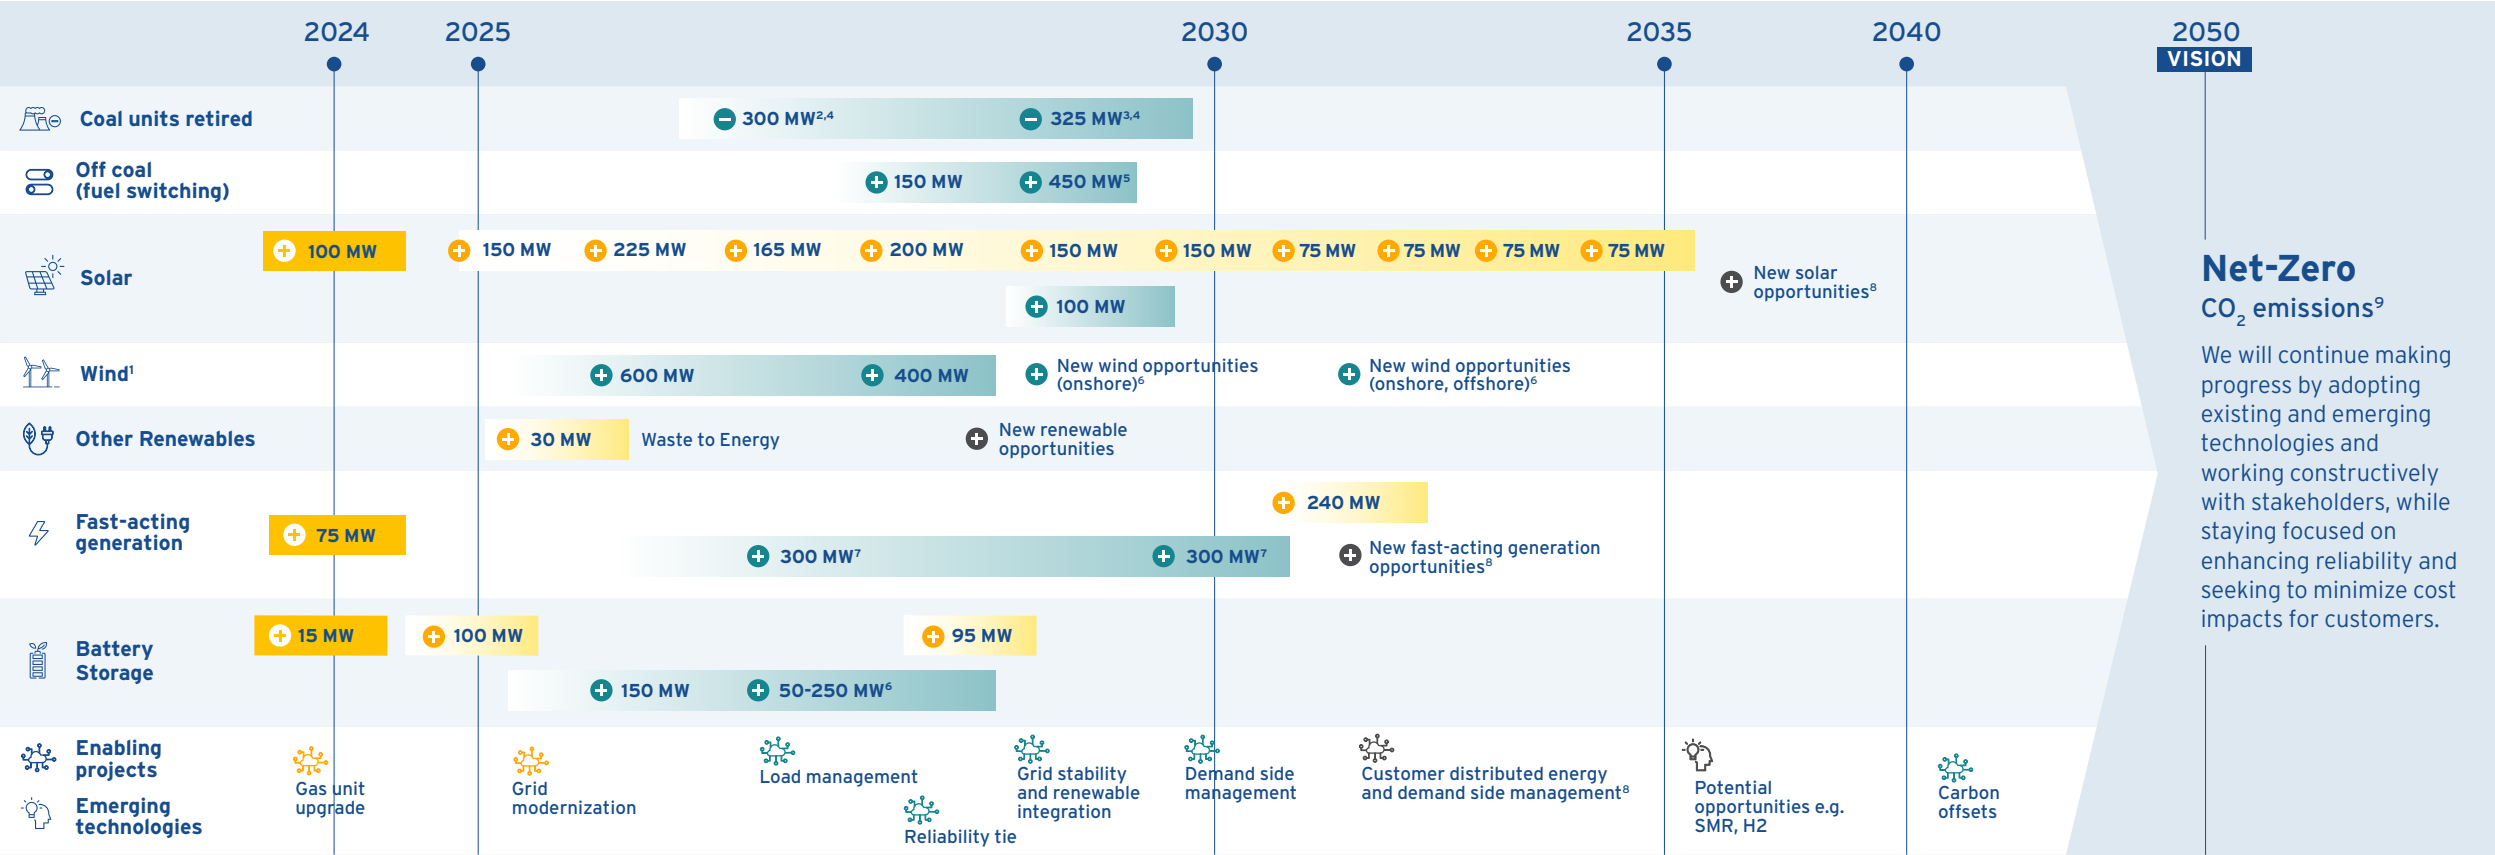 2024 2025 2030 2035 2040 2050
VISION
Coal units retired
300 MW²,⁴ 325 MW³,⁴
Off coal
(fuel switching)
150 MW 450 MW⁵
Solar
100 MW 150 MW 225 MW 165 MW 200 MW 150 MW 150 MW 75 MW 75 MW 75 MW 75 MW
100 MW
New solar
opportunities⁸
Wind¹
600 MW 400 MW
New wind opportunities
(onshore)⁶
New wind opportunities
(onshore, offshore)⁶
Other Renewables
30 MW Waste to Energy
New renewable
opportunities
Fast-acting
generation
75 MW
240 MW
300 MW⁷ 300 MW⁷
New fast-acting generation
opportunities⁸
Battery
Storage
15 MW 100 MW 95 MW
150 MW 50-250 MW⁶
Enabling
projects
Emerging
technologies
Gas unit
upgrade
Grid
modernization
Load management
Reliability tie
Grid stability
and renewable
integration
Demand side
management
Customer distributed energy
and demand side management⁸
Potential
opportunities e.g.
SMR, H2
Carbon
offsets
Net-Zero
CO₂ emissions⁹
We will continue making
progress by adopting
existing and emerging
technologies and
working constructively
with stakeholders, while
staying focused on
enhancing reliability and
seeking to minimize cost
impacts for customers.